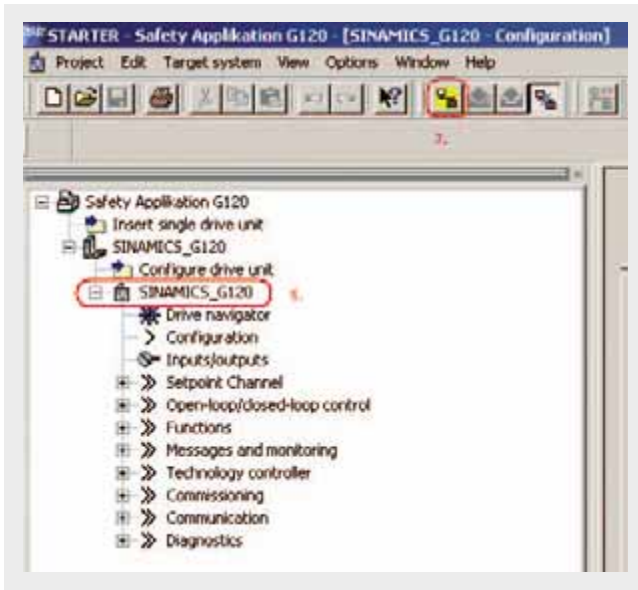 STARTER - Safety Applikation G120 - [SINAMICS_G120 - Configuration]
Project Edit Target system View Options Window Help
Safety Applikation G120
Insert single drive unit
SINAMICS_G120
Configure drive unit
SINAMICS_G120
Drive navigator
Configuration
Inputs/outputs
Setpoint Channel
Open-loop/closed-loop control
Functions
Messages and monitoring
Technology controller
Commissioning
Communication
Diagnostics